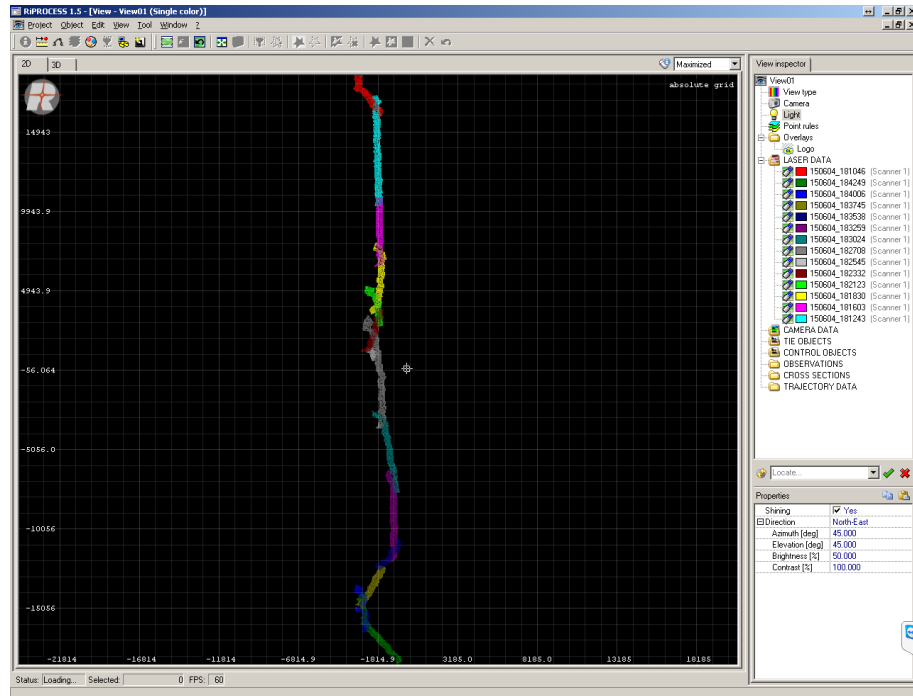 RiPROCESS 1.5 - [View - View01 (Single color)]
Project Object Edit View Tool Window ?
2D 3D Maximized
absolute grid
14943
9943.9
4943.9
-56.064
-5056.0
-10056
-15056
-21814 -16814 -11814 -6814.9 -1814.9 3185.0 8185.0 13185 18185
Status: Loading... Selected: 0 FPS: 60
View inspector
View01
View type
Camera
Light
Point rules
Overlays
Logo
LASER DATA
150604_181046 (Scanner 1)
150604_184249 (Scanner 1)
150604_184006 (Scanner 1)
150604_183745 (Scanner 1)
150604_183538 (Scanner 1)
150604_183259 (Scanner 1)
150604_183024 (Scanner 1)
150604_182708 (Scanner 1)
150604_182545 (Scanner 1)
150604_182332 (Scanner 1)
150604_182123 (Scanner 1)
150604_181830 (Scanner 1)
150604_181603 (Scanner 1)
150604_181243 (Scanner 1)
CAMERA DATA
TIE OBJECTS
CONTROL OBJECTS
OBSERVATIONS
CROSS SECTIONS
TRAJECTORY DATA
Locate...
Properties
Shining Yes
Direction North-East
Azimuth [deg] 45.000
Elevation [deg] 45.000
Brightness [%] 50.000
Contrast [%] 100.000